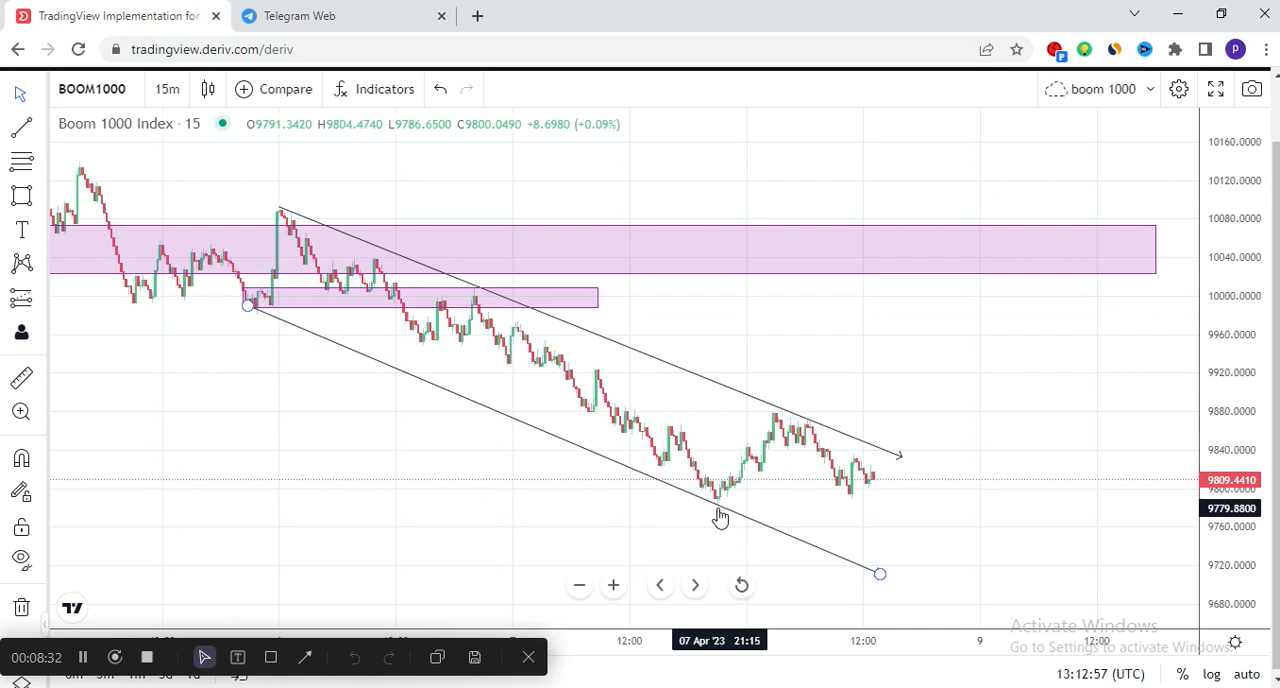 TradingView Implementation for
Telegram Web
tradingview.deriv.com/deriv
P
P
BOOM1000
15m
Compare
Indicators
boom 1000
Boom 1000 Index · 15
O9791.3420 H9804.4740 L9786.6500 C9800.0490 +8.6980 (+0.09%)
10160.0000
10120.0000
10080.0000
10040.0000
10000.0000
9960.0000
9920.0000
9880.0000
9840.0000
9809.4410
9800.0000
9779.8800
9760.0000
9720.0000
9680.0000
T
12:00
07 Apr '23 21:15
12:00
9
12:00
Activate Windows
Go to Settings to activate Windows.
00:08:32
T
13:12:57 (UTC)
%
log
auto